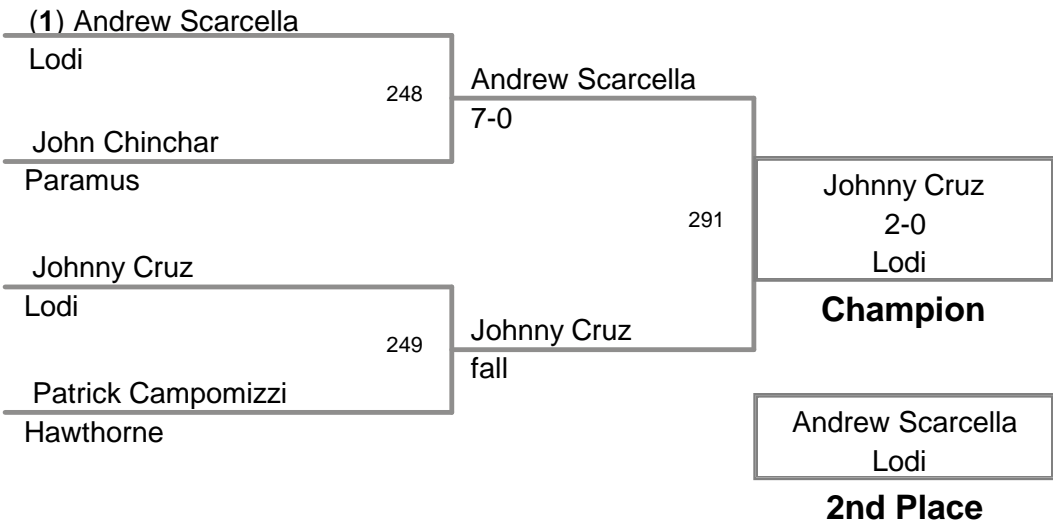 (1) Andrew Scarcella
Lodi
248
John Chinchar
Paramus
Andrew Scarcella
7-0
Johnny Cruz
Lodi
249
Patrick Campomizzi
Hawthorne
Johnny Cruz
fall
291
Johnny Cruz
2-0
Lodi
Champion
Andrew Scarcella
Lodi
2nd Place